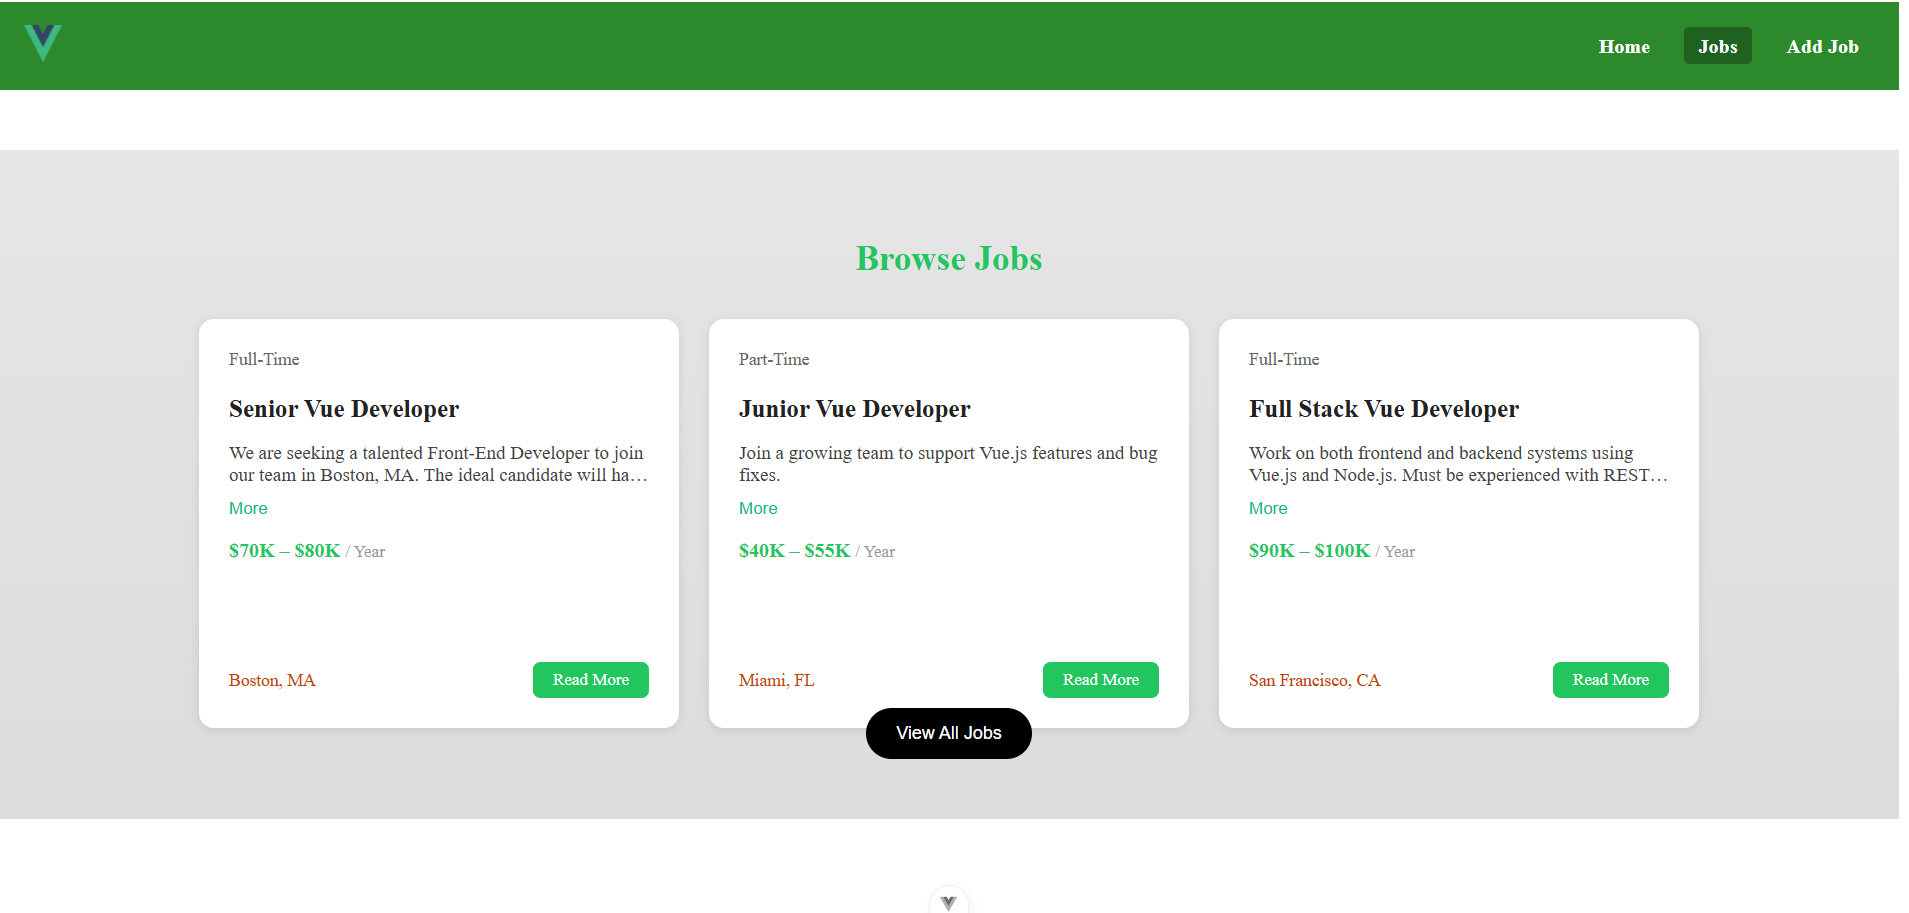 Home Jobs Add Job
Browse Jobs
Full-Time
Senior Vue Developer
We are seeking a talented Front-End Developer to join
our team in Boston, MA. The ideal candidate will ha…
More
$70K – $80K / Year
Boston, MA
Read More
Part-Time
Junior Vue Developer
Join a growing team to support Vue.js features and bug
fixes.
More
$40K – $55K / Year
Miami, FL
Read More
Full-Time
Full Stack Vue Developer
Work on both frontend and backend systems using
Vue.js and Node.js. Must be experienced with REST…
More
$90K – $100K / Year
San Francisco, CA
Read More
View All Jobs